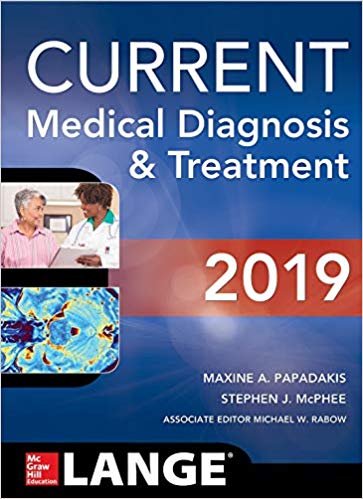 CURRENT
Medical Diagnosis
& Treatment
2019
MAXINE A. PAPADAKIS
STEPHEN J. McPHEE
ASSOCIATE EDITOR MICHAEL W. RABOW
Mc
Graw
Hill
Education
LANGE®